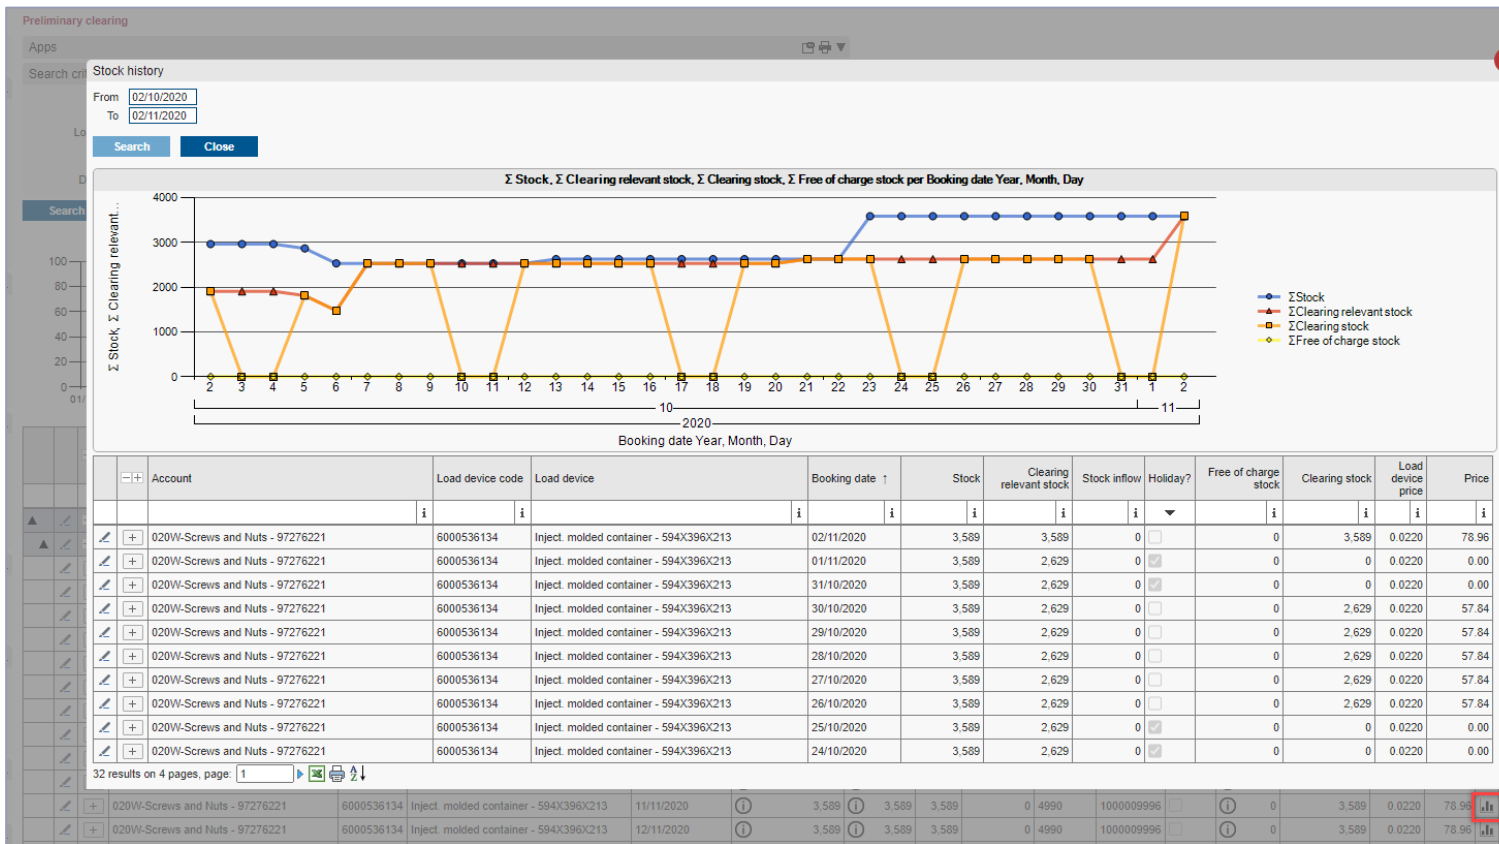 Preliminary clearing
Apps
Search cri
Stock history
From 02/10/2020
To 02/11/2020
Lo
D
Search Close
Search
Σ Stock, Σ Clearing relevant stock, Σ Clearing stock, Σ Free of charge stock per Booking date Year, Month, Day
Σ Stock, Σ Clearing relevant...
4000
3000
2000
1000
0
100
80
60
40
20
0
01/
2 3 4 5 6 7 8 9 10 11 12 13 14 15 16 17 18 19 20 21 22 23 24 25 26 27 28 29 30 31 1 2
10 11
2020
Booking date Year, Month, Day
ΣStock
ΣClearing relevant stock
ΣClearing stock
ΣFree of charge stock
Account Load device code Load device Booking date ↑ Stock Clearing relevant stock Stock inflow Holiday? Free of charge stock Clearing stock Load device price Price
i i i i i i i i i i i
020W-Screws and Nuts - 97276221 6000536134 Inject. molded container - 594X396X213 02/11/2020 3,589 3,589 0 0 3,589 0.0220 78.96
020W-Screws and Nuts - 97276221 6000536134 Inject. molded container - 594X396X213 01/11/2020 3,589 2,629 0 0 0 0.0220 0.00
020W-Screws and Nuts - 97276221 6000536134 Inject. molded container - 594X396X213 31/10/2020 3,589 2,629 0 0 0 0.0220 0.00
020W-Screws and Nuts - 97276221 6000536134 Inject. molded container - 594X396X213 30/10/2020 3,589 2,629 0 0 2,629 0.0220 57.84
020W-Screws and Nuts - 97276221 6000536134 Inject. molded container - 594X396X213 29/10/2020 3,589 2,629 0 0 2,629 0.0220 57.84
020W-Screws and Nuts - 97276221 6000536134 Inject. molded container - 594X396X213 28/10/2020 3,589 2,629 0 0 2,629 0.0220 57.84
020W-Screws and Nuts - 97276221 6000536134 Inject. molded container - 594X396X213 27/10/2020 3,589 2,629 0 0 2,629 0.0220 57.84
020W-Screws and Nuts - 97276221 6000536134 Inject. molded container - 594X396X213 26/10/2020 3,589 2,629 0 0 2,629 0.0220 57.84
020W-Screws and Nuts - 97276221 6000536134 Inject. molded container - 594X396X213 25/10/2020 3,589 2,629 0 0 0 0.0220 0.00
020W-Screws and Nuts - 97276221 6000536134 Inject. molded container - 594X396X213 24/10/2020 3,589 2,629 0 0 0 0.0220 0.00
32 results on 4 pages, page: 1
020W-Screws and Nuts - 97276221 6000536134 Inject. molded container - 594X396X213 11/11/2020 3,589 3,589 3,589 0 4990 1000009996 0 3,589 0.0220 78.96
020W-Screws and Nuts - 97276221 6000536134 Inject. molded container - 594X396X213 12/11/2020 3,589 3,589 3,589 0 4990 1000009996 0 3,589 0.0220 78.96